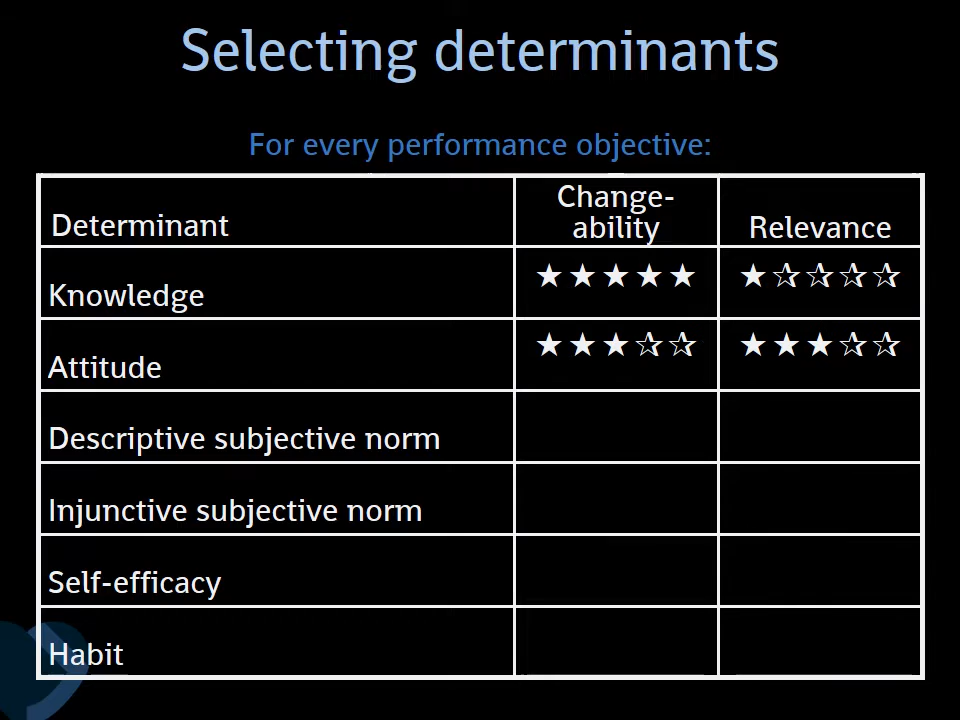 Selecting determinants
For every performance objective:
Determinant
Change-
ability
Relevance
Knowledge ★★★★★ ★☆☆☆☆
Attitude ★★★☆☆ ★★★☆☆
Descriptive subjective norm
Injunctive subjective norm
Self-efficacy
Habit